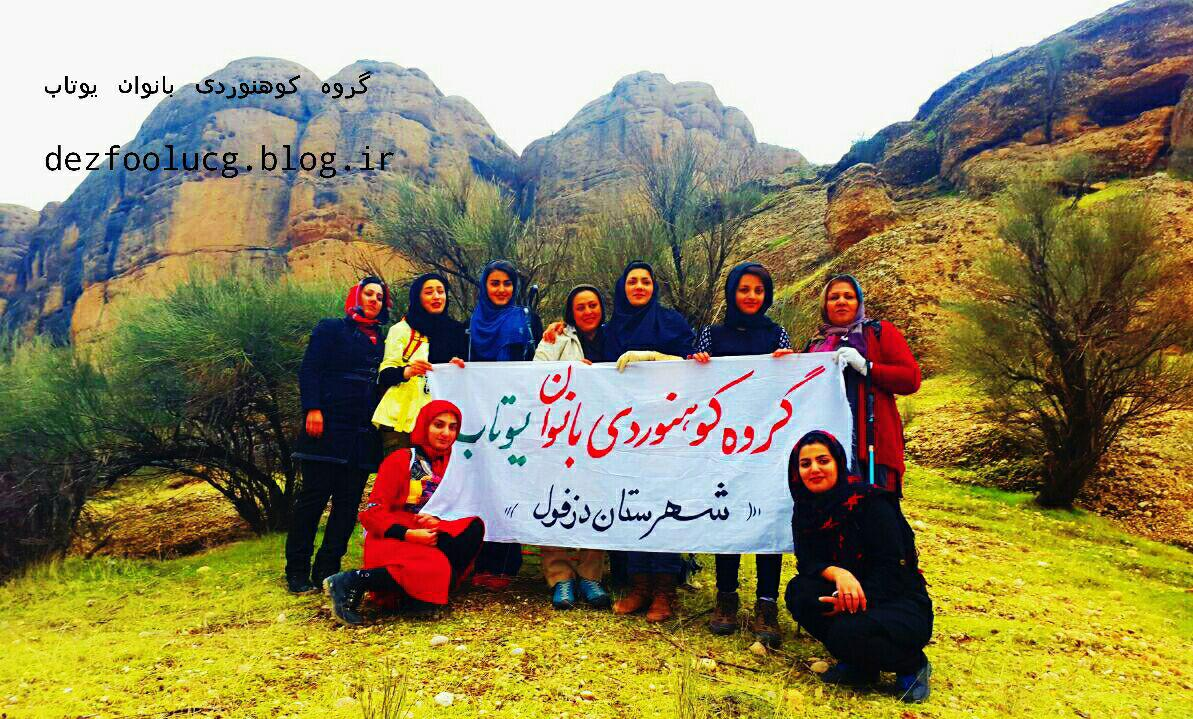 گروه کوهنوردی بانوان یوتاب
dezfoolucg.blog.ir
گروه کوهنوردی بانوان یوتاب
((( شهرستان دزفول )))